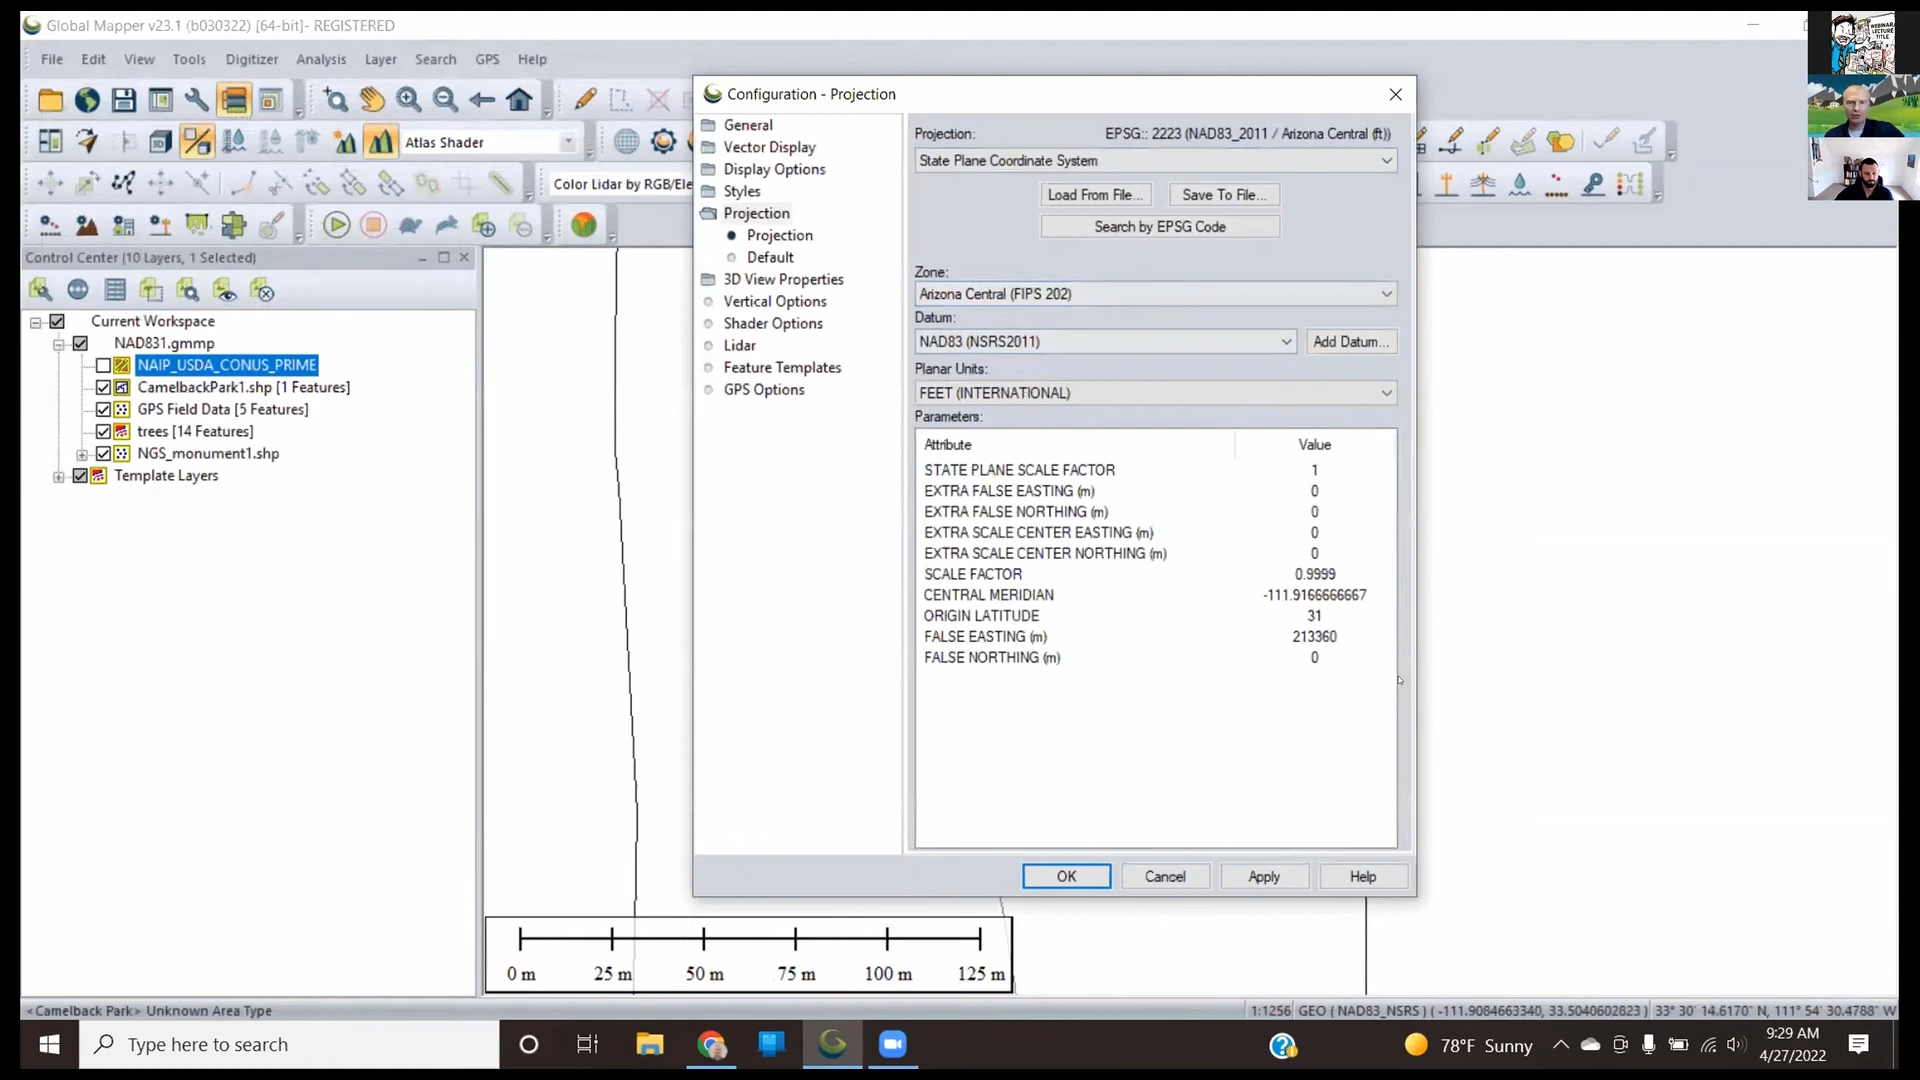 Global Mapper v23.1 (b030322) [64-bit]- REGISTERED
File Edit View Tools Digitizer Analysis Layer Search GPS Help
Atlas Shader
Color Lidar by RGB/Ele
Control Center (10 Layers, 1 Selected)
Current Workspace
NAD831.gmmp
NAIP_USDA_CONUS_PRIME
CamelbackPark1.shp [1 Features]
GPS Field Data [5 Features]
trees [14 Features]
NGS_monument1.shp
Template Layers
Configuration - Projection
General
Vector Display
Display Options
Styles
Projection
Projection
Default
3D View Properties
Vertical Options
Shader Options
Lidar
Feature Templates
GPS Options
Projection: EPSG:: 2223 (NAD83_2011 / Arizona Central (ft))
State Plane Coordinate System
Load From File... Save To File...
Search by EPSG Code
Zone:
Arizona Central (FIPS 202)
Datum:
NAD83 (NSRS2011) Add Datum...
Planar Units:
FEET (INTERNATIONAL)
Parameters:
Attribute Value
STATE PLANE SCALE FACTOR 1
EXTRA FALSE EASTING (m) 0
EXTRA FALSE NORTHING (m) 0
EXTRA SCALE CENTER EASTING (m) 0
EXTRA SCALE CENTER NORTHING (m) 0
SCALE FACTOR 0.9999
CENTRAL MERIDIAN -111.9166666667
ORIGIN LATITUDE 31
FALSE EASTING (m) 213360
FALSE NORTHING (m) 0
OK Cancel Apply Help
WEBINAR
LECTURE
TITLE
0 m 25 m 50 m 75 m 100 m 125 m
<Camelback Park> Unknown Area Type
1:1256 GEO ( NAD83_NSRS ) ( -111.9084663340, 33.5040602823 ) 33° 30' 14.6170" N, 111° 54' 30.4788" W
Type here to search
78°F Sunny
9:29 AM
4/27/2022